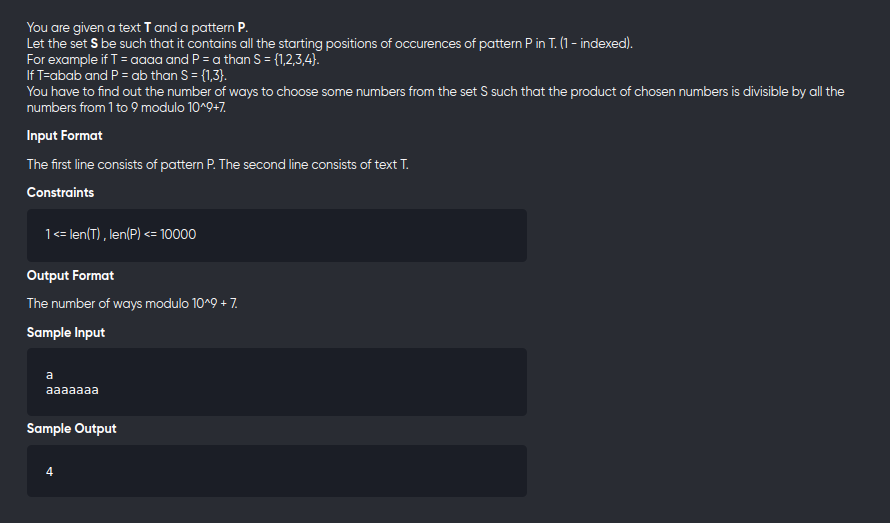 You are given a text T and a pattern P.
Let the set S be such that it contains all the starting positions of occurences of pattern P in T. (1 - indexed).
For example if T = aaaa and P = a than S = {1,2,3,4}.
If T=abab and P = ab than S = {1,3}.
You have to find out the number of ways to choose some numbers from the set S such that the product of chosen numbers is divisible by all the
numbers from 1 to 9 modulo 10^9+7.
Input Format
The first line consists of pattern P. The second line consists of text T.
Constraints
1 <= len(T) , len(P) <= 10000
Output Format
The number of ways modulo 10^9 + 7.
Sample Input
a
aaaaaaa
Sample Output
4